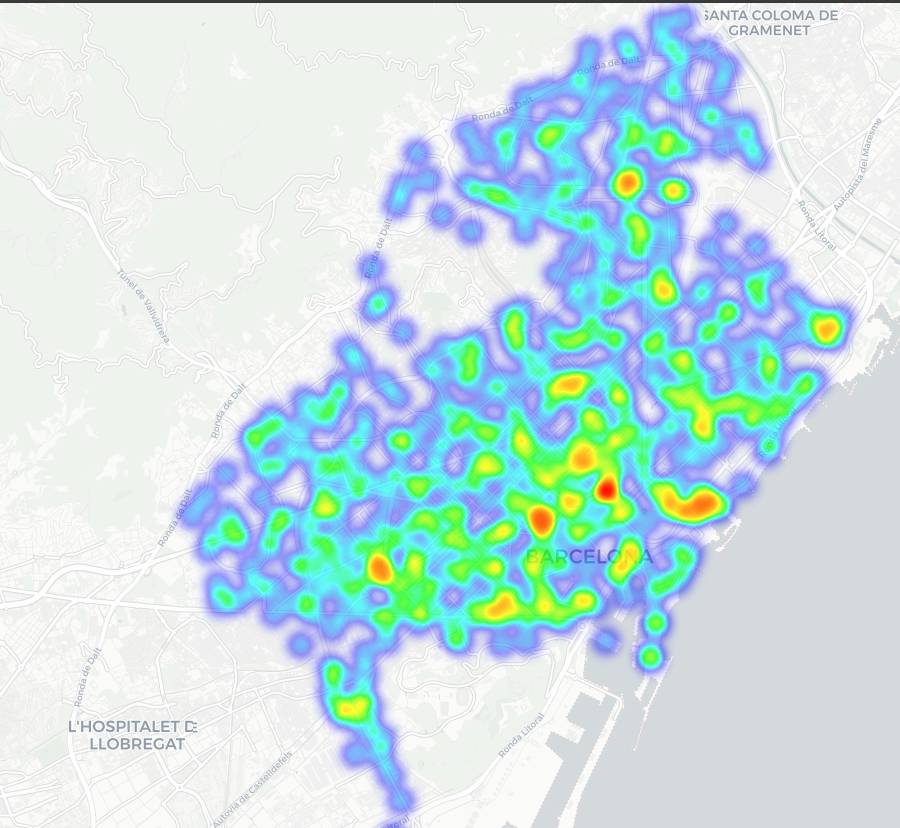 SANTA COLOMA DE
GRAMENET
Ronda de Dalt
Ronda de Dalt
Autopista del Maresme
Ronda Litoral
Ronda de Dalt
Túnel de Vallvidrera
Ronda de Dalt
Ronda de Dalt
BARCELONA
Ronda de Dalt
L'HOSPITALET DE
LLOBREGAT
Ronda Litoral
Autovia de Castelldefels
Litoral